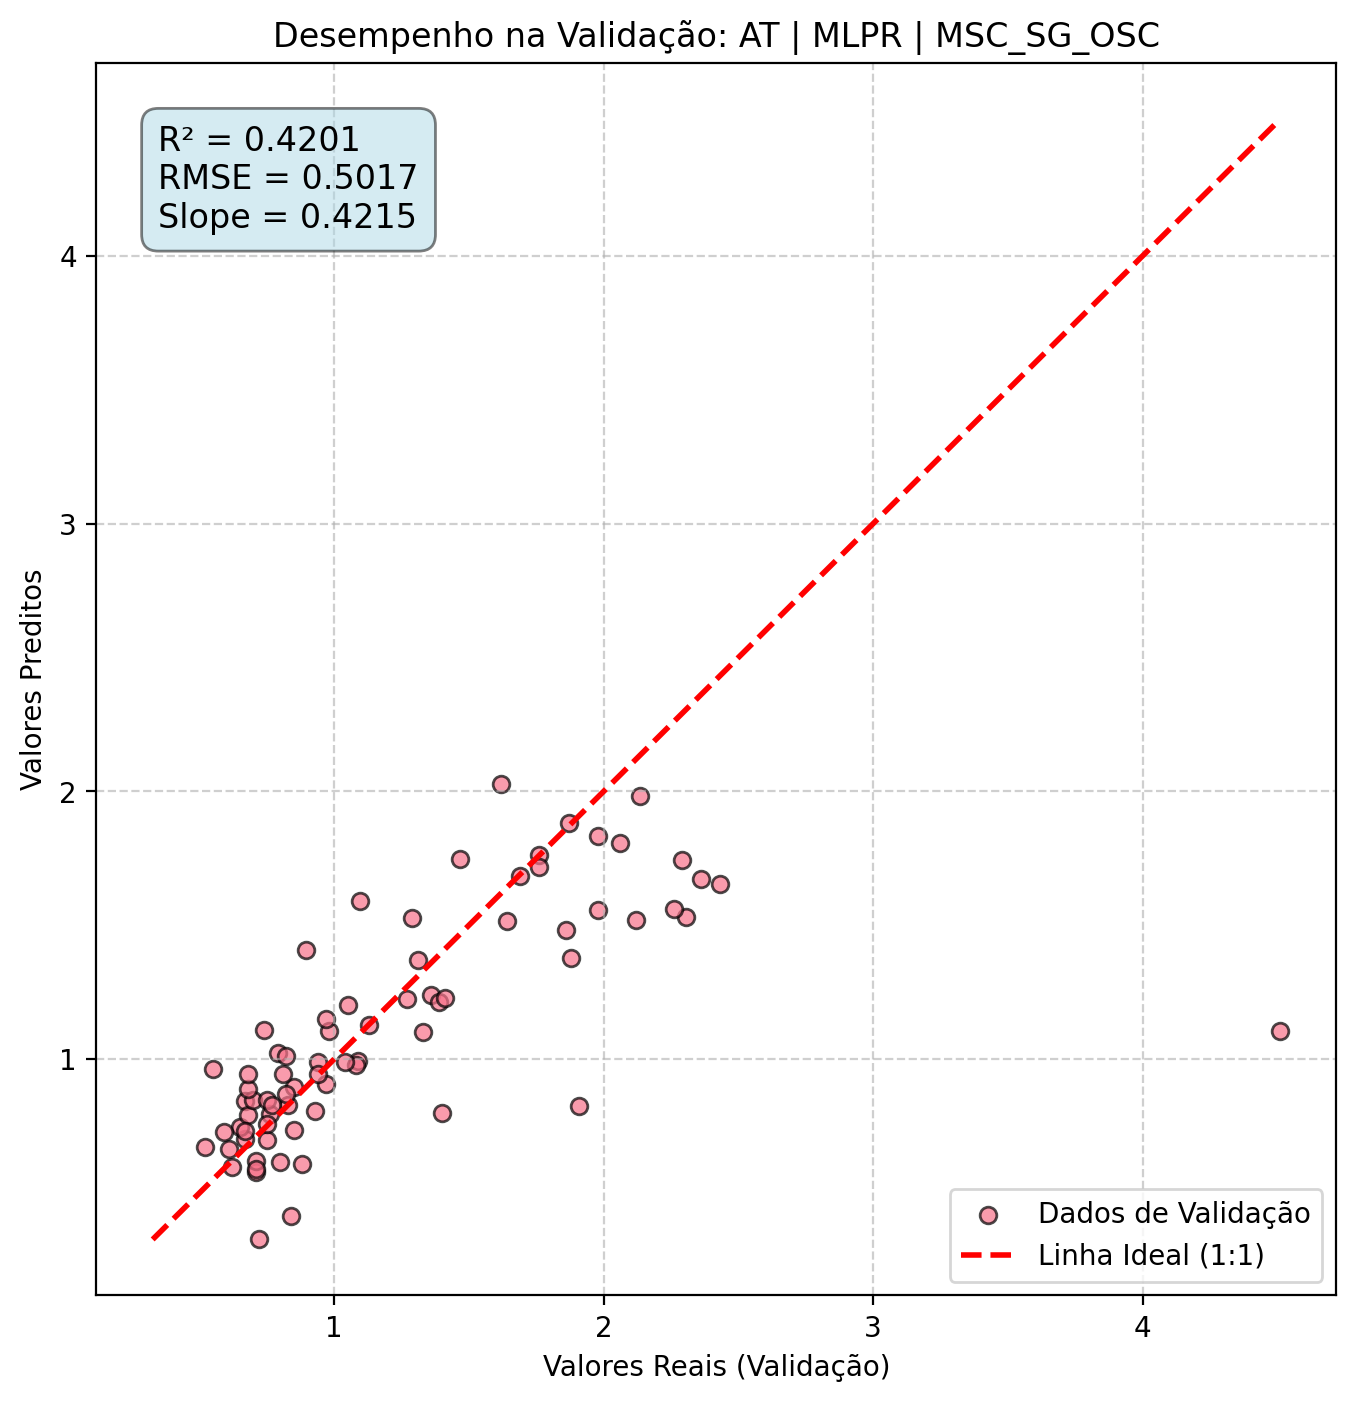 Desempenho na Validação: AT | MLPR | MSC_SG_OSC
R² = 0.4201
RMSE = 0.5017
Slope = 0.4215
4
3
2
1
Valores Preditos
Dados de Validação
Linha Ideal (1:1)
1 2 3 4
Valores Reais (Validação)